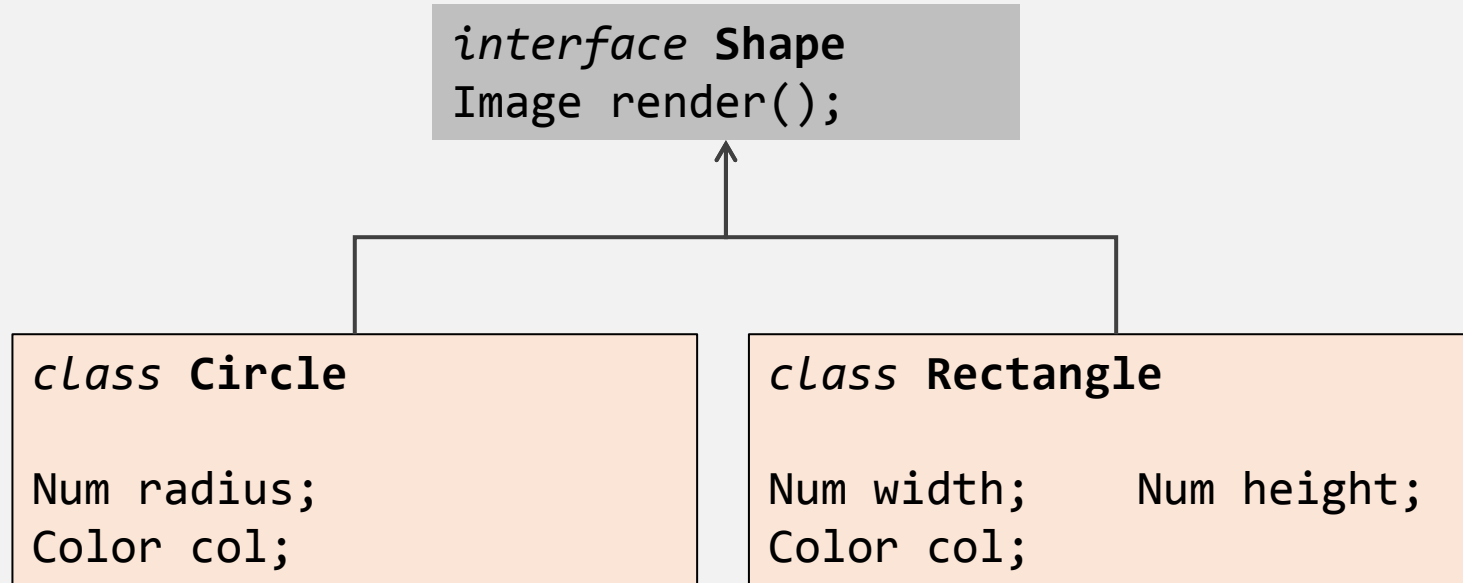 interface Shape
Image render();
class Circle
Num radius;
Color col;
class Rectangle
Num width;    Num height;
Color col;